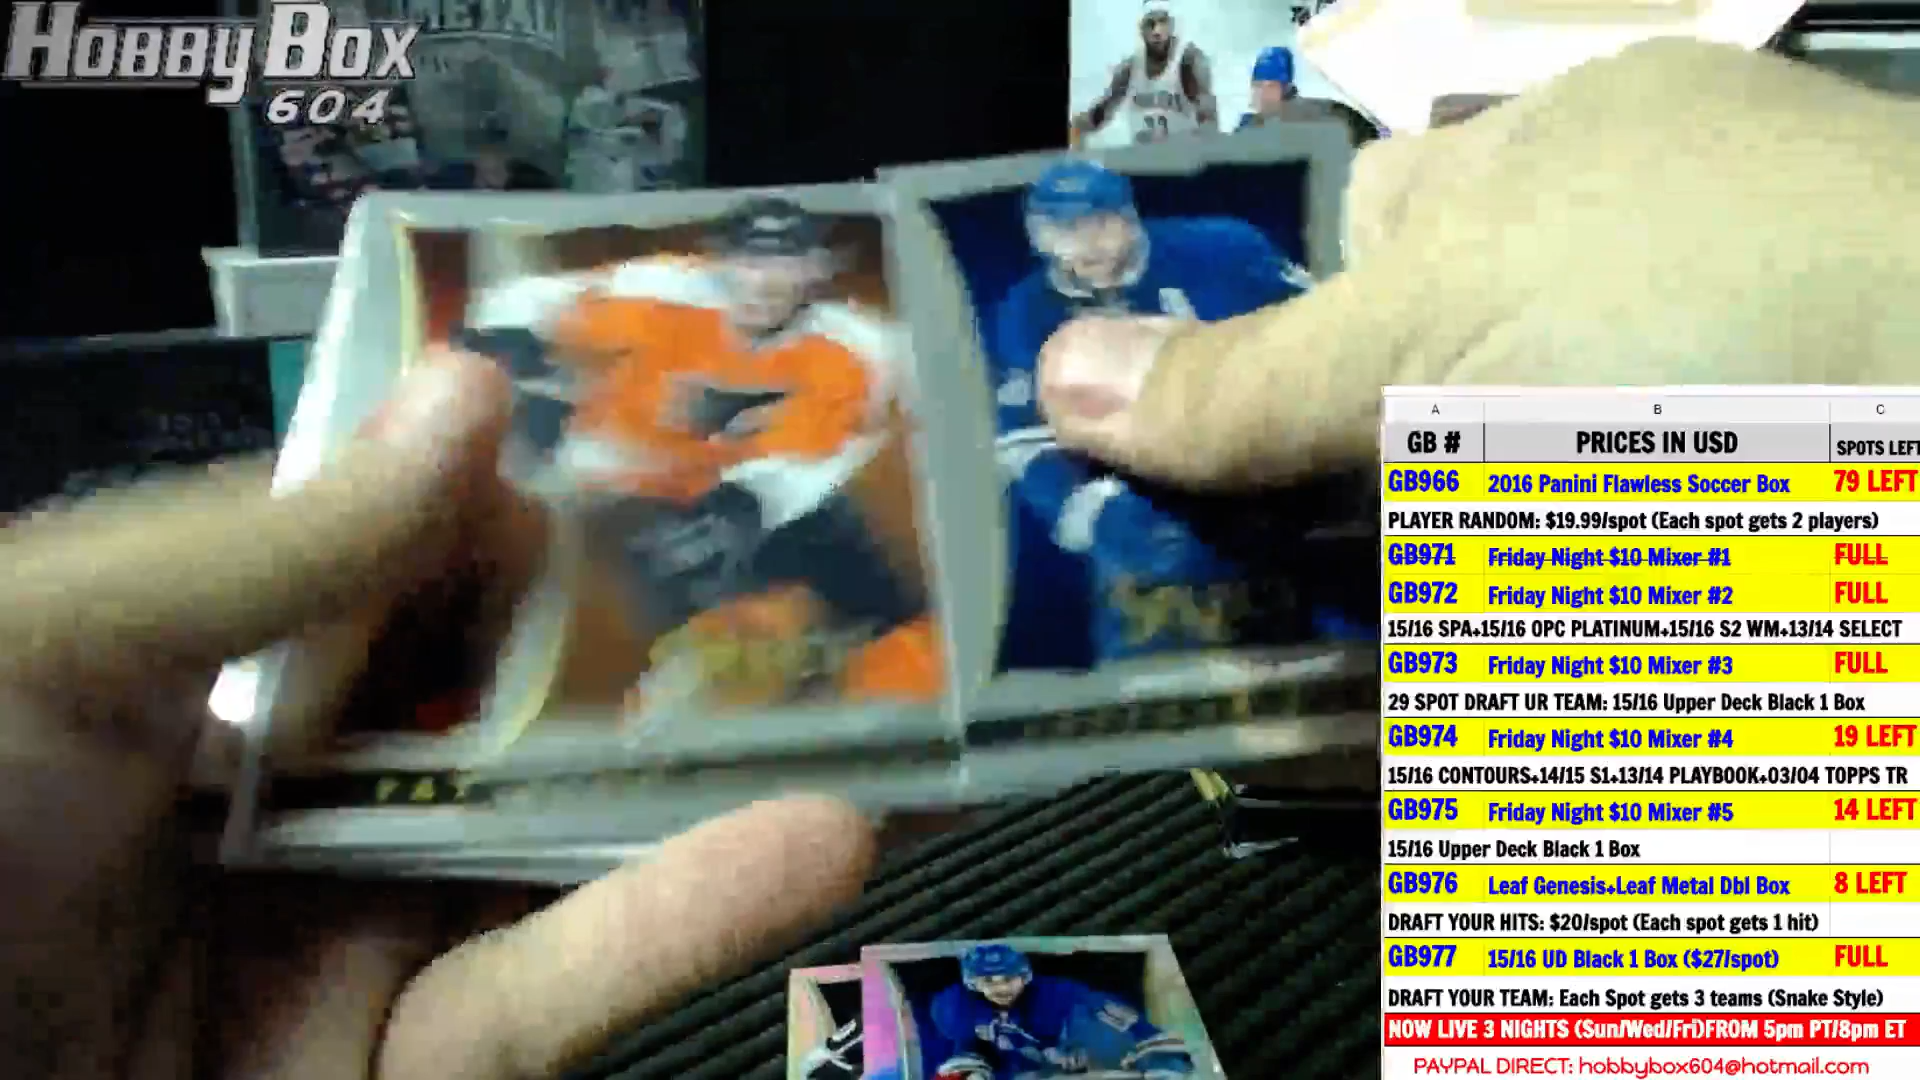 HOBBY BOX
604
A B C
GB # PRICES IN USD SPOTS LEFT
GB966 2016 Panini Flawless Soccer Box 79 LEFT
PLAYER RANDOM: $19.99/spot (Each spot gets 2 players)
GB971 Friday Night $10 Mixer #1 FULL
GB972 Friday Night $10 Mixer #2 FULL
15/16 SPA+15/16 OPC PLATINUM+15/16 S2 WM+13/14 SELECT
GB973 Friday Night $10 Mixer #3 FULL
29 SPOT DRAFT UR TEAM: 15/16 Upper Deck Black 1 Box
GB974 Friday Night $10 Mixer #4 19 LEFT
15/16 CONTOURS+14/15 S1+13/14 PLAYBOOK+03/04 TOPPS TR
GB975 Friday Night $10 Mixer #5 14 LEFT
15/16 Upper Deck Black 1 Box
GB976 Leaf Genesis+Leaf Metal Dbl Box 8 LEFT
DRAFT YOUR HITS: $20/spot (Each spot gets 1 hit)
GB977 15/16 UD Black 1 Box ($27/spot) FULL
DRAFT YOUR TEAM: Each Spot gets 3 teams (Snake Style)
NOW LIVE 3 NIGHTS (Sun/Wed/Fri)FROM 5pm PT/8pm ET
PAYPAL DIRECT: hobbybox604@hotmail.com